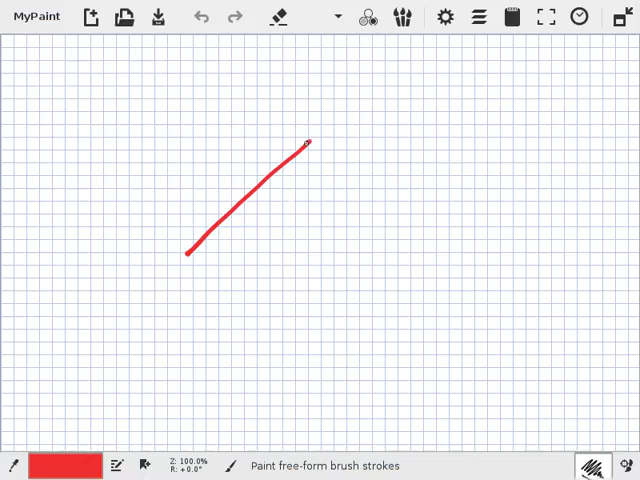 MyPaint
Z: 100.0%
R: +0.0°
Paint free-form brush strokes